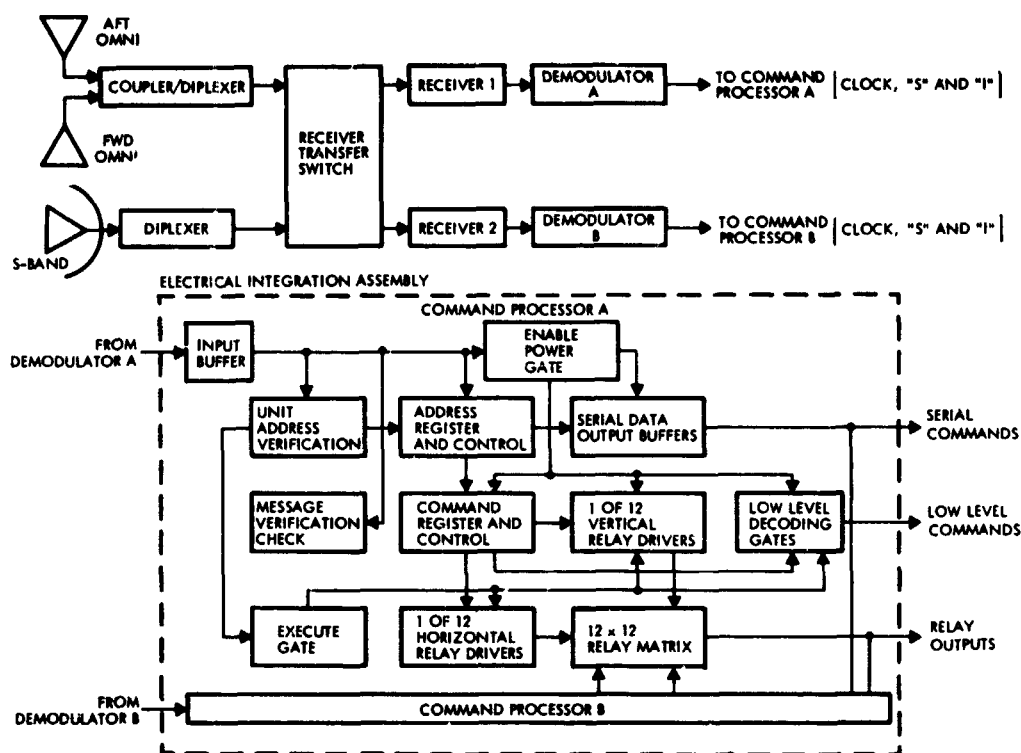 AFT
OMNI
COUPLER/DIPLEXER
FWD
OMNI
RECEIVER
TRANSFER
SWITCH
RECEIVER 1
DEMODULATOR
A
TO COMMAND
PROCESSOR A
CLOCK, "S" AND "1"
S-BAND
DIPLEXER
RECEIVER 2
DEMODULATOR
B
TO COMMAND
PROCESSOR B
CLOCK, "S" AND "1"
ELECTRICAL INTEGRATION ASSEMBLY
COMMAND PROCESSOR A
FROM
DEMODULATOR A
INPUT
BUFFER
ENABLE
POWER
GATE
UNIT
ADDRESS
VERIFICATION
ADDRESS
REGISTER
AND CONTROL
SERIAL DATA
OUTPUT BUFFERS
SERIAL
COMMANDS
MESSAGE
VERIFICATION
CHECK
COMMAND
REGISTER AND
CONTROL
1 OF 12
VERTICAL
RELAY DRIVERS
LOW LEVEL
DECODING
GATES
LOW LEVEL
COMMANDS
EXECUTE
GATE
1 OF 12
HORIZONTAL
RELAY DRIVERS
12 x 12
RELAY MATRIX
RELAY
OUTPUTS
FROM
DEMODULATOR B
COMMAND PROCESSOR B